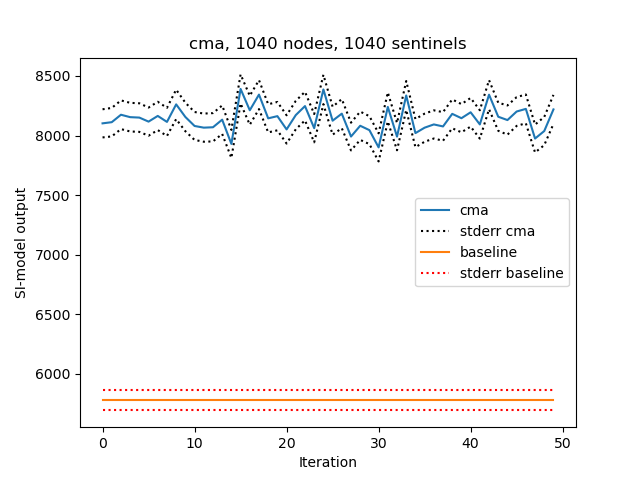 cma, 1040 nodes, 1040 sentinels
8500
8000
7500
7000
6500
6000
SI-model output
cma
stderr cma
baseline
stderr baseline
0 10 20 30 40 50
Iteration